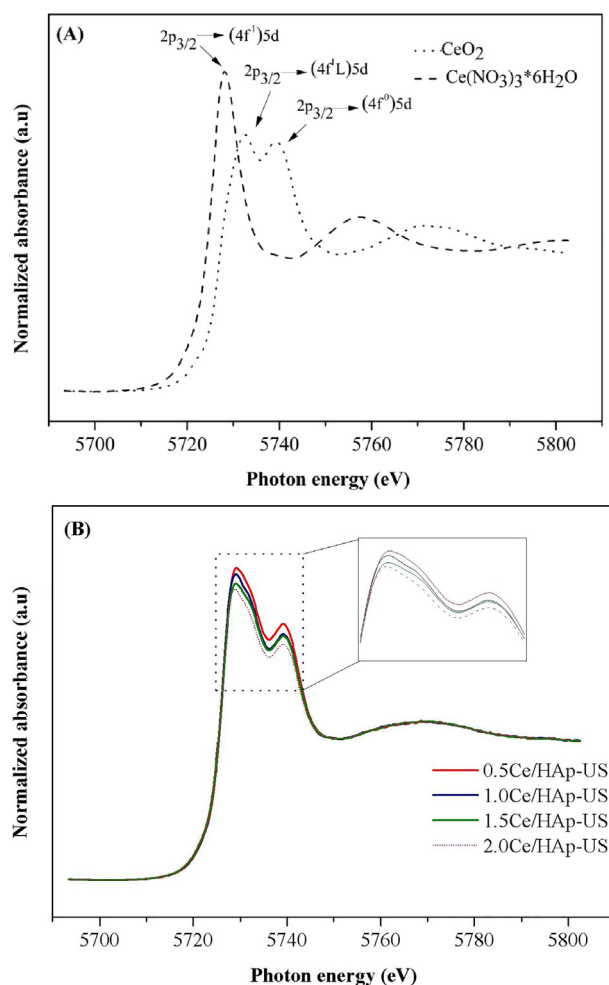 (A)
2p3/2 → (4f¹)5d
2p3/2 → (4f¹L)5d
2p3/2 → (4f⁰)5d
CeO2
Ce(NO3)3*6H2O
Normalized absorbance (a.u)
5700 5720 5740 5760 5780 5800
Photon energy (eV)
(B)
Normalized absorbance (a.u)
0.5Ce/HAp-US
1.0Ce/HAp-US
1.5Ce/HAp-US
2.0Ce/HAp-US
5700 5720 5740 5760 5780 5800
Photon energy (eV)